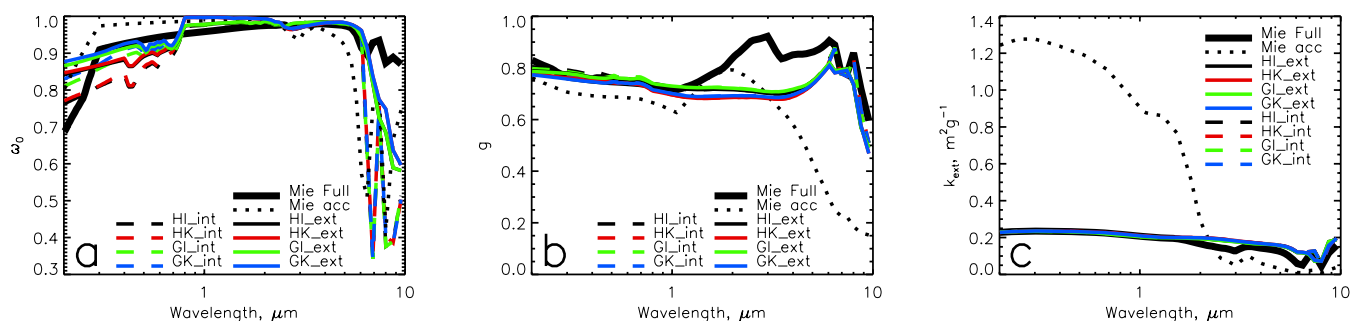 1.0
0.9
0.8
0.7
0.6
0.5
0.4
0.3
ω₀
a
Mie Full
Mie acc
HI_int HI_ext
HK_int HK_ext
GI_int GI_ext
GK_int GK_ext
1 10
Wavelength, μm
1.0
0.8
0.6
0.4
0.2
0.0
g
b
Mie Full
Mie acc
HI_int HI_ext
HK_int HK_ext
GI_int GI_ext
GK_int GK_ext
1 10
Wavelength, μm
1.4
1.2
1.0
0.8
0.6
0.4
0.2
0.0
k_ext, m²g⁻¹
c
Mie Full
Mie acc
HI_ext
HK_ext
GI_ext
GK_ext
HI_int
HK_int
GI_int
GK_int
1 10
Wavelength, μm